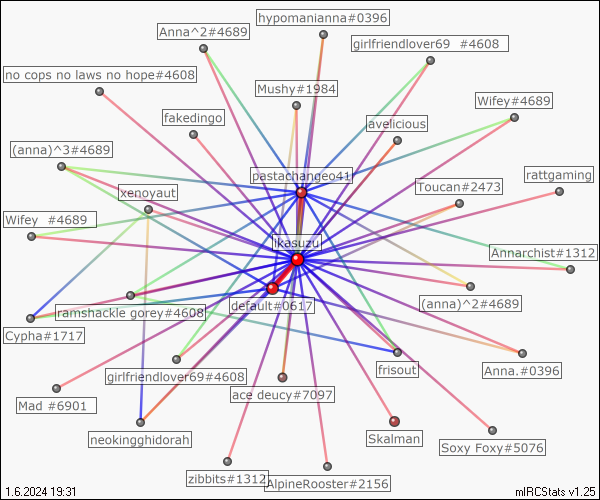 hypomanianna#0396
Anna^2#4689
girlfriendlover69 #4608
no cops no laws no hope#4608
Mushy#1984
Wifey#4689
fakedingo
javelicious
(anna)^3#4689
pastachangeo41
rattgaming
Toucan#2473
xenoyaut
Wifey #4689
likasuzu
Annarchist#1312
(anna)^2#4689
ramshackle gorey#4608
default#0617
Cypha#1717
frisout
Anna.#0396
girlfriendlover69#4608
ace deucy#7097
Mad #6901
neokingghidorah
Skalman
Soxy Foxy#5076
zibbits#1312
AlpineRooster#2156
1.6.2024 19:31
mIRCStats v1.25